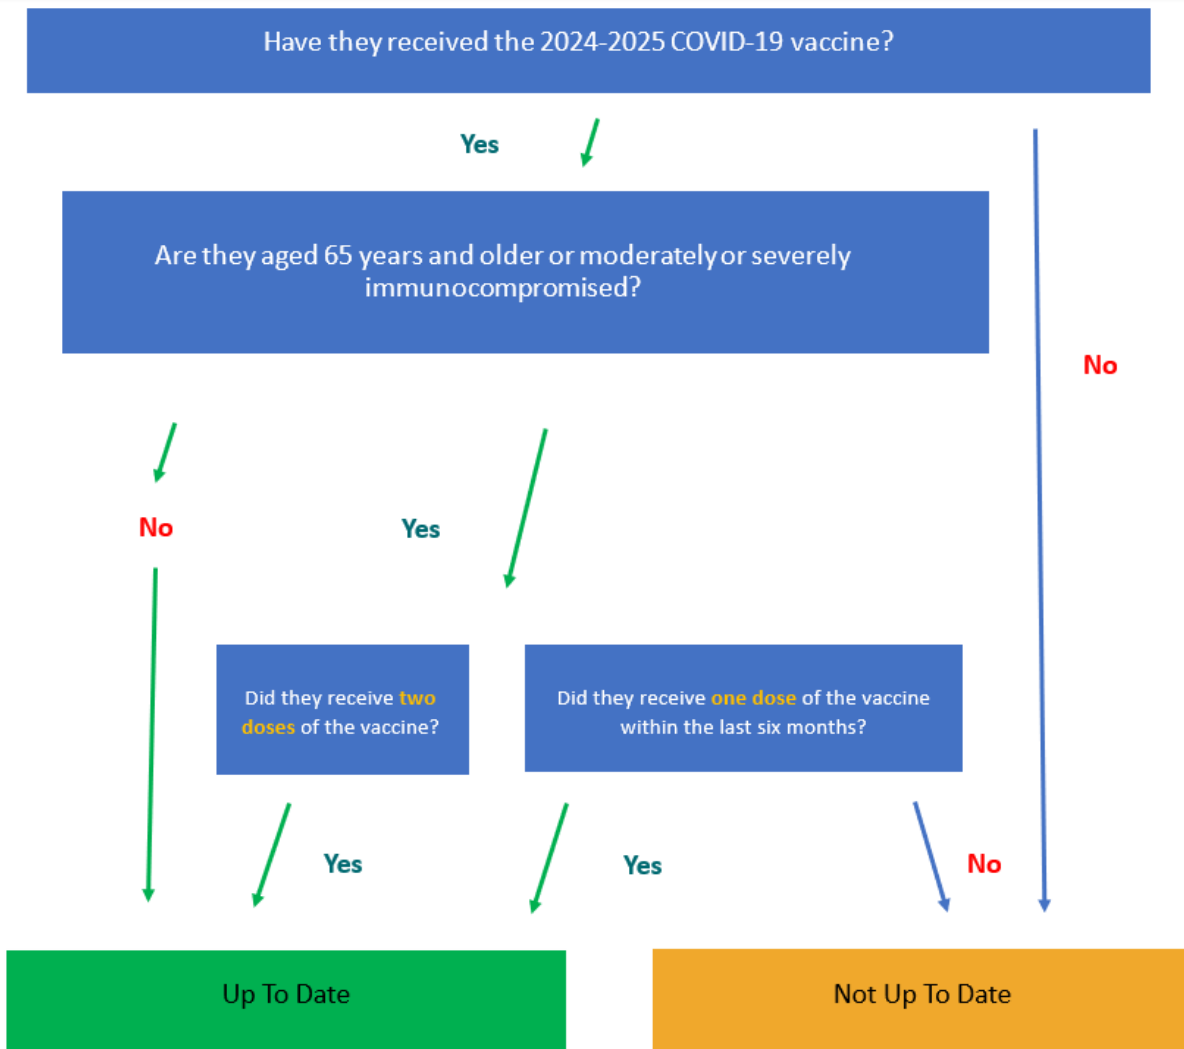 Have they received the 2024-2025 COVID-19 vaccine?
Yes
Are they aged 65 years and older or moderately or severely
immunocompromised?
No
No
Yes
Did they receive two
doses of the vaccine?
Did they receive one dose of the vaccine
within the last six months?
Yes
Yes
No
Up To Date
Not Up To Date